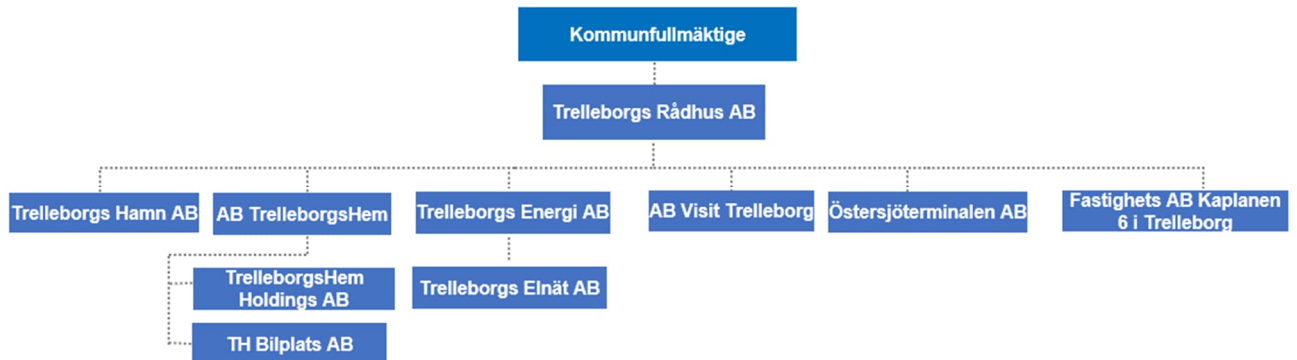 Kommunfullmäktige
Trelleborgs Rådhus AB
Trelleborgs Hamn AB
AB TrelleborgsHem
Trelleborgs Energi AB
AB Visit Trelleborg
Östersjöterminalen AB
Fastighets AB Kaplanen
6 i Trelleborg
TrelleborgsHem
Holdings AB
Trelleborgs Elnät AB
TH Bilplats AB